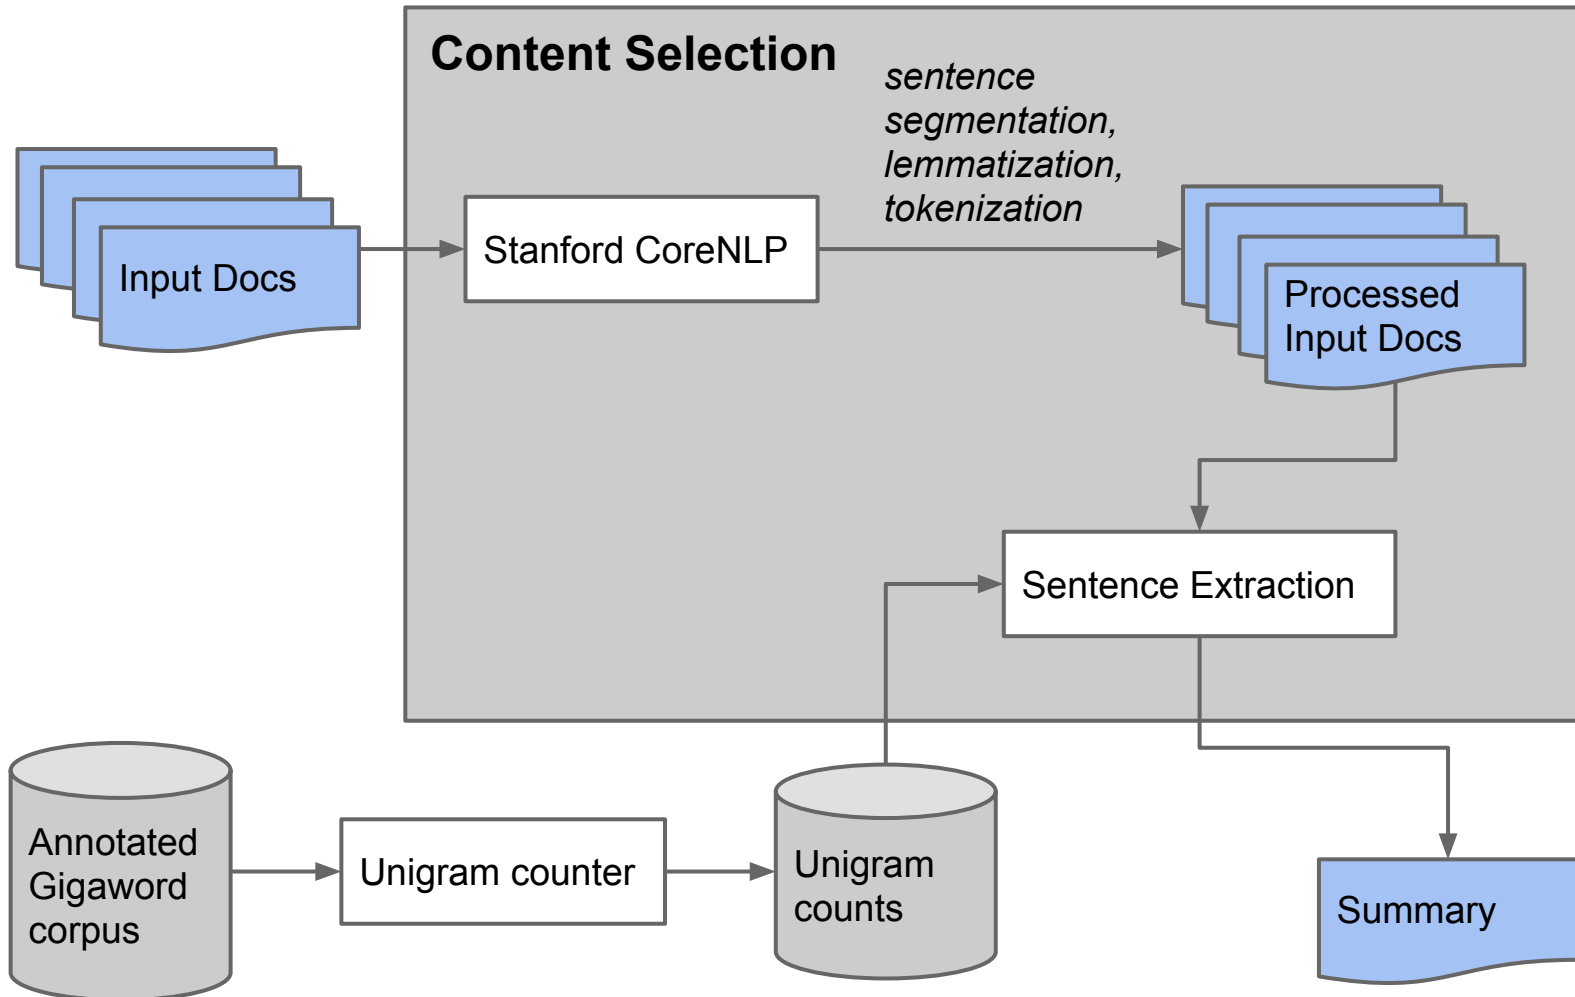 Content Selection
sentence
segmentation,
lemmatization,
tokenization
Input Docs
Stanford CoreNLP
Processed
Input Docs
Sentence Extraction
Annotated
Gigaword
corpus
Unigram counter
Unigram
counts
Summary